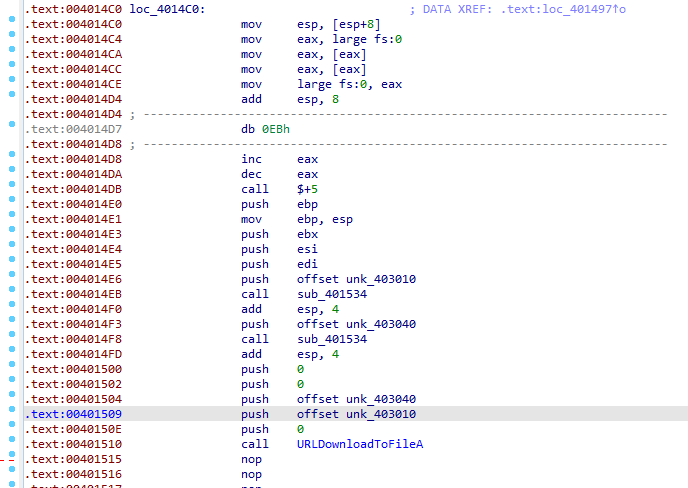 .text:004014C0 loc_4014C0: ; DATA XREF: .text:loc_401497↑o
.text:004014C0 mov esp, [esp+8]
.text:004014C4 mov eax, large fs:0
.text:004014CA mov eax, [eax]
.text:004014CC mov eax, [eax]
.text:004014CE mov large fs:0, eax
.text:004014D4 add esp, 8
.text:004014D4 ; ---------------------------------------------------------------------------
.text:004014D7 db 0EBh
.text:004014D8 ; ---------------------------------------------------------------------------
.text:004014D8 inc eax
.text:004014DA dec eax
.text:004014DB call $+5
.text:004014E0 push ebp
.text:004014E1 mov ebp, esp
.text:004014E3 push ebx
.text:004014E4 push esi
.text:004014E5 push edi
.text:004014E6 push offset unk_403010
.text:004014EB call sub_401534
.text:004014F0 add esp, 4
.text:004014F3 push offset unk_403040
.text:004014F8 call sub_401534
.text:004014FD add esp, 4
.text:00401500 push 0
.text:00401502 push 0
.text:00401504 push offset unk_403040
.text:00401509 push offset unk_403010
.text:0040150E push 0
.text:00401510 call URLDownloadToFileA
.text:00401515 nop
.text:00401516 nop